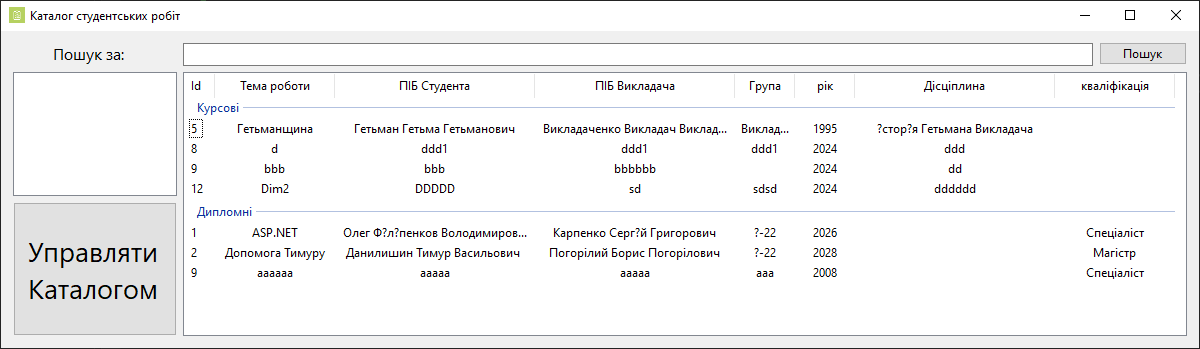 Каталог студентських робіт
Пошук за:
Пошук
Id Тема роботи ПІБ Студента ПІБ Викладача Група рік Дісціплина кваліфікація
Курсові
5 Гетьманщина Гетьман Гетьма Гетьманович Викладаченко Викладач Виклад... Виклад... 1995 ?стор?я Гетьмана Викладача
8 d ddd1 ddd1 ddd1 2024 ddd
9 bbb bbb bbbbbb 2024 dd
12 Dim2 DDDDD sd sdsd 2024 dddddd
Дипломні
1 ASP.NET Олег Ф?л?пенков Володимиров... Карпенко Серг?й Григорович ?-22 2026 Спеціаліст
2 Допомога Тимуру Данилишин Тимур Васильович Погорілий Борис Погорілович ?-22 2028 Магістр
9 aaaaaa aaaaa aaaaa aaa 2008 Спеціаліст
Управляти
Каталогом